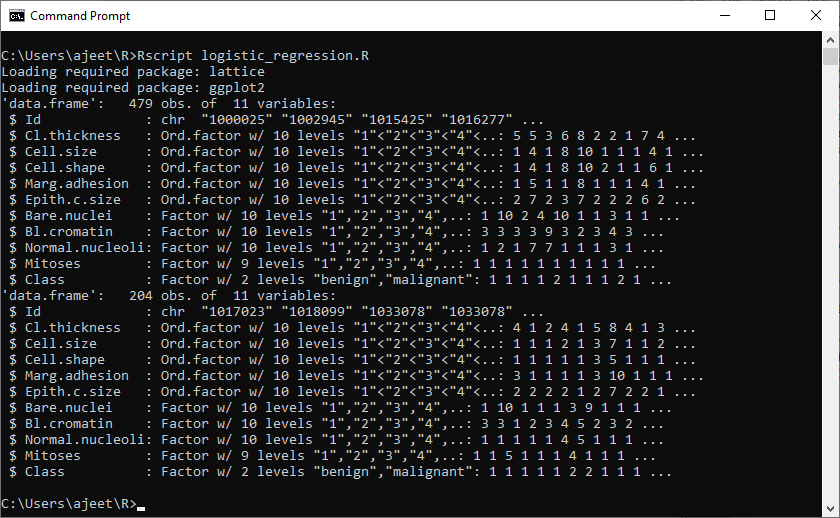 Command Prompt
C:\Users\ajeet\R>Rscript logistic_regression.R
Loading required package: lattice
Loading required package: ggplot2
'data.frame':   479 obs. of  11 variables:
 $ Id             : chr  "1000025" "1002945" "1015425" "1016277" ...
 $ Cl.thickness   : Ord.factor w/ 10 levels "1"<"2"<"3"<"4"<..: 5 5 3 6 8 2 2 1 7 4 ...
 $ Cell.size      : Ord.factor w/ 10 levels "1"<"2"<"3"<"4"<..: 1 4 1 8 10 1 1 1 4 1 ...
 $ Cell.shape     : Ord.factor w/ 10 levels "1"<"2"<"3"<"4"<..: 1 4 1 8 10 2 1 1 6 1 ...
 $ Marg.adhesion  : Ord.factor w/ 10 levels "1"<"2"<"3"<"4"<..: 1 5 1 1 8 1 1 1 4 1 ...
 $ Epith.c.size   : Ord.factor w/ 10 levels "1"<"2"<"3"<"4"<..: 2 7 2 3 7 2 2 2 6 2 ...
 $ Bare.nuclei    : Factor w/ 10 levels "1","2","3","4",..: 1 10 2 4 10 1 1 3 1 1 ...
 $ Bl.cromatin    : Factor w/ 10 levels "1","2","3","4",..: 3 3 3 3 9 3 2 3 4 3 ...
 $ Normal.nucleoli: Factor w/ 10 levels "1","2","3","4",..: 1 2 1 7 7 1 1 1 3 1 ...
 $ Mitoses        : Factor w/ 9 levels "1","2","3","4",..: 1 1 1 1 1 1 1 1 1 1 ...
 $ Class          : Factor w/ 2 levels "benign","malignant": 1 1 1 1 2 1 1 1 2 1 ...
'data.frame':   204 obs. of  11 variables:
 $ Id             : chr  "1017023" "1018099" "1033078" "1033078" ...
 $ Cl.thickness   : Ord.factor w/ 10 levels "1"<"2"<"3"<"4"<..: 4 1 2 4 1 5 8 4 1 3 ...
 $ Cell.size      : Ord.factor w/ 10 levels "1"<"2"<"3"<"4"<..: 1 1 1 2 1 3 7 1 1 2 ...
 $ Cell.shape     : Ord.factor w/ 10 levels "1"<"2"<"3"<"4"<..: 1 1 1 1 1 3 5 1 1 1 ...
 $ Marg.adhesion  : Ord.factor w/ 10 levels "1"<"2"<"3"<"4"<..: 3 1 1 1 1 3 10 1 1 1 ...
 $ Epith.c.size   : Ord.factor w/ 10 levels "1"<"2"<"3"<"4"<..: 2 2 2 2 1 2 7 2 2 1 ...
 $ Bare.nuclei    : Factor w/ 10 levels "1","2","3","4",..: 1 10 1 1 1 3 9 1 1 1 ...
 $ Bl.cromatin    : Factor w/ 10 levels "1","2","3","4",..: 3 3 1 2 3 4 5 2 3 2 ...
 $ Normal.nucleoli: Factor w/ 10 levels "1","2","3","4",..: 1 1 1 1 1 4 5 1 1 1 ...
 $ Mitoses        : Factor w/ 9 levels "1","2","3","4",..: 1 1 5 1 1 1 4 1 1 1 ...
 $ Class          : Factor w/ 2 levels "benign","malignant": 1 1 1 1 1 2 2 1 1 1 ...
C:\Users\ajeet\R>